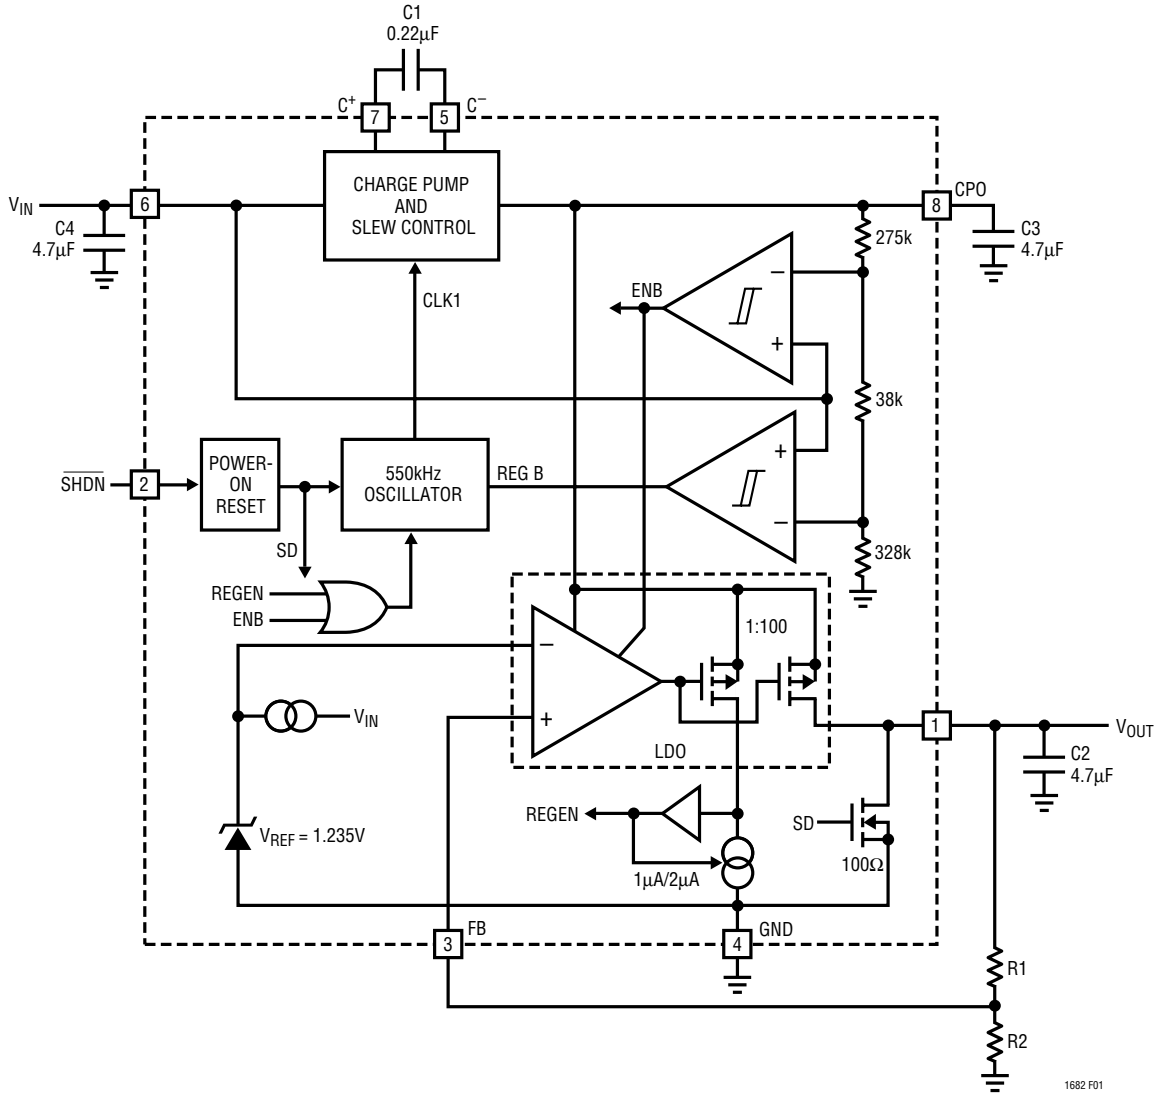 C1
0.22µF
C+
7
5
C–
CHARGE PUMP
AND
SLEW CONTROL
VIN
6
8
CPO
C4
4.7µF
C3
4.7µF
275k
–
ENB
+
CLK1
38k
+
–
328k
SHDN
2
POWER-
ON
RESET
550kHz
OSCILLATOR
REG B
SD
REGEN
ENB
1:100
–
+
LDO
VIN
VREF = 1.235V
REGEN
1µA/2µA
SD
100Ω
1
VOUT
C2
4.7µF
FB
3
4
GND
R1
R2
1682 F01